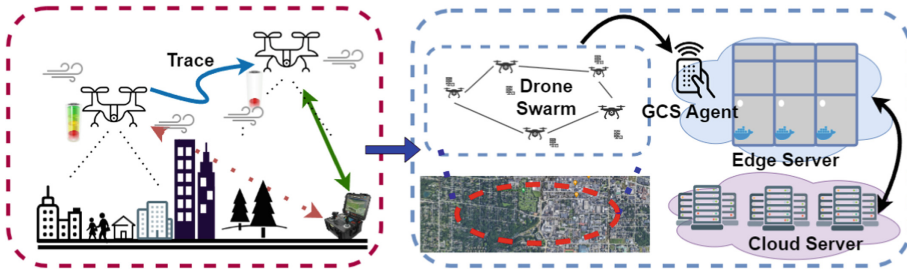 Trace
Drone
Swarm
GCS Agent
Edge Server
Cloud Server